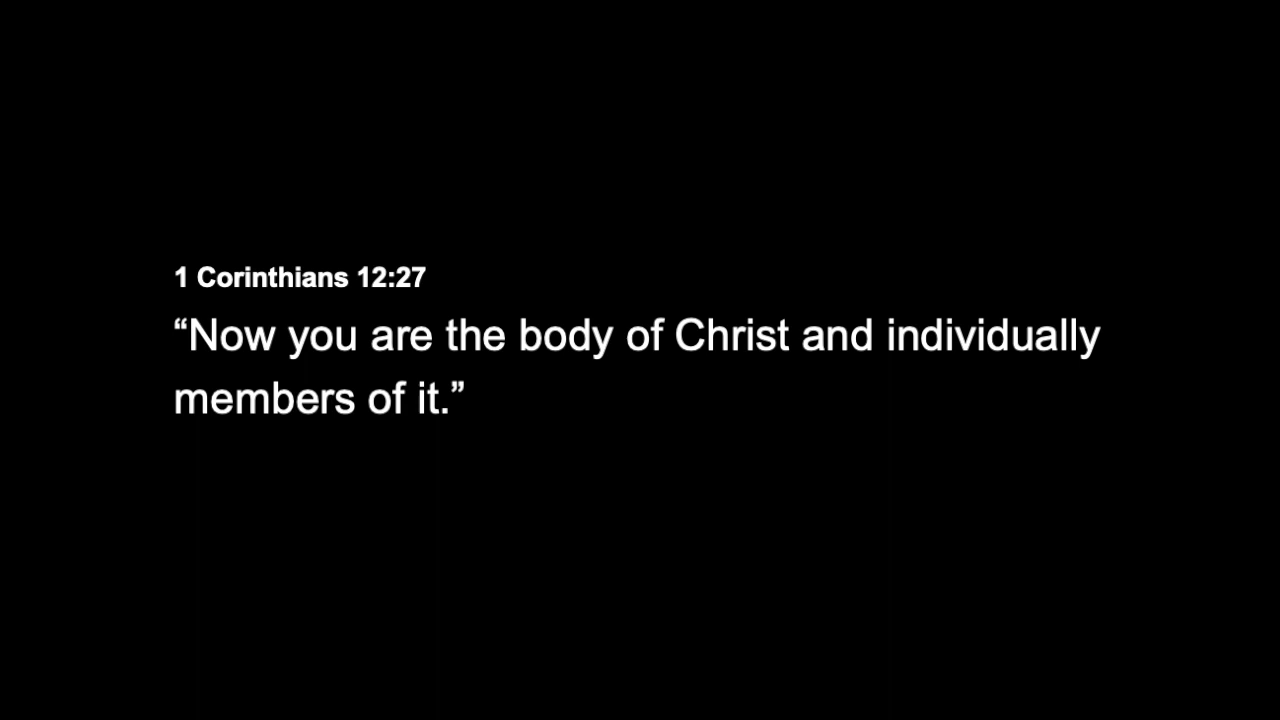 1 Corinthians 12:27
“Now you are the body of Christ and individually
members of it.”